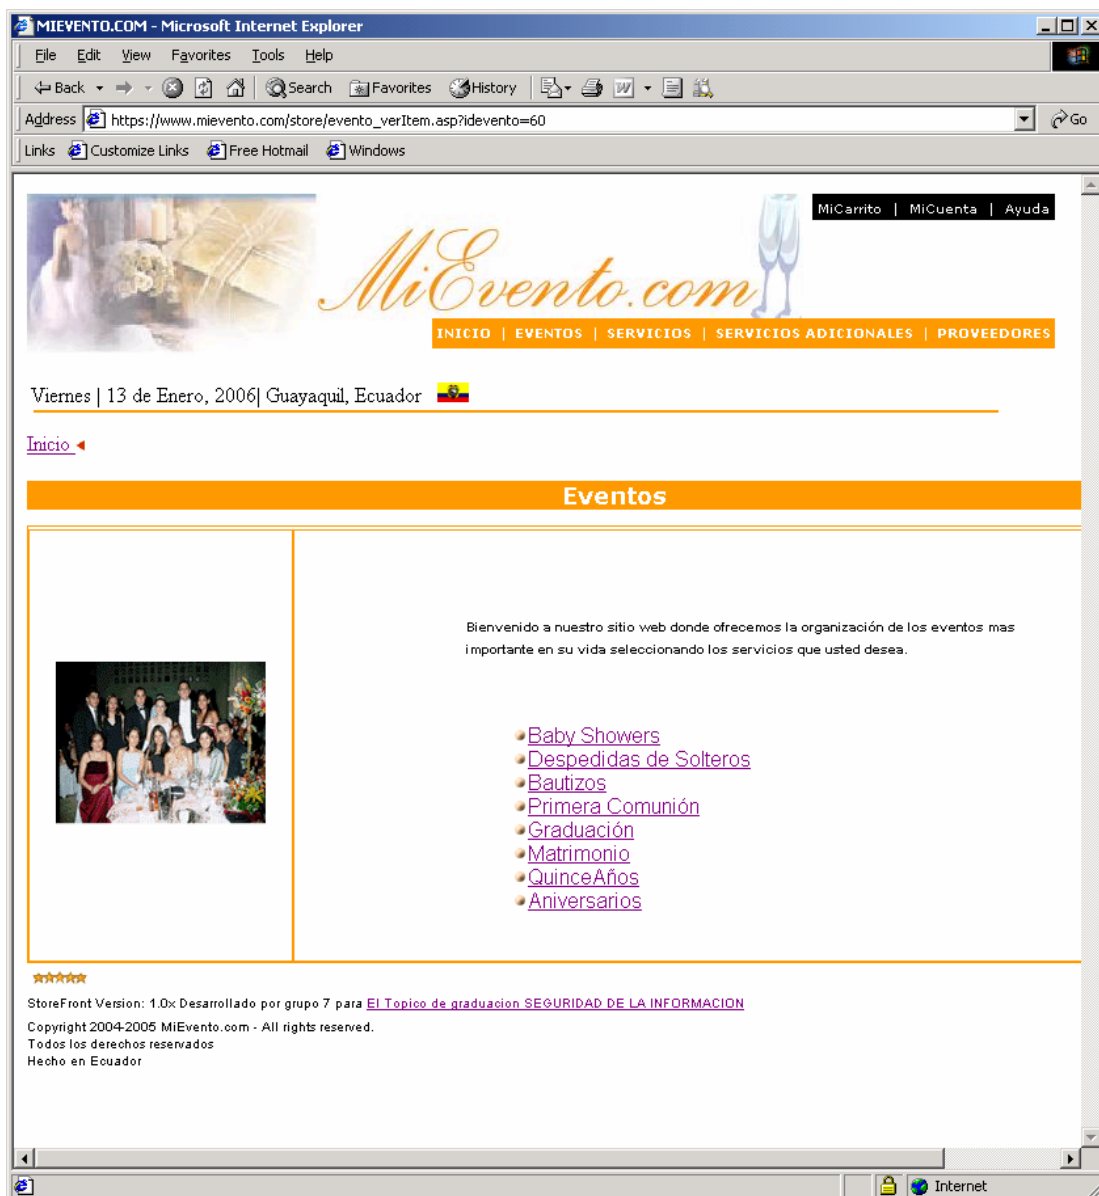 MIEVENTO.COM - Microsoft Internet Explorer
File Edit View Favorites Tools Help
Back Search Favorites History
Address https://www.mievento.com/store/evento_verItem.asp?idevento=60 Go
Links Customize Links Free Hotmail Windows
MiCarrito | MiCuenta | Ayuda
MiEvento.com
INICIO | EVENTOS | SERVICIOS | SERVICIOS ADICIONALES | PROVEEDORES
Viernes | 13 de Enero, 2006| Guayaquil, Ecuador
Inicio
Eventos
Bienvenido a nuestro sitio web donde ofrecemos la organización de los eventos mas
importante en su vida seleccionando los servicios que usted desea.
Baby Showers
Despedidas de Solteros
Bautizos
Primera Comunión
Graduación
Matrimonio
QuinceAños
Aniversarios
StoreFront Version: 1.0x Desarrollado por grupo 7 para El Topico de graduacion SEGURIDAD DE LA INFORMACION
Copyright 2004-2005 MiEvento.com - All rights reserved.
Todos los derechos reservados
Hecho en Ecuador
Internet